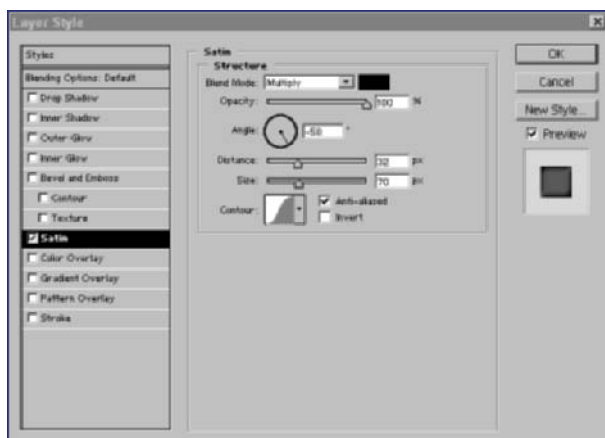 Layer Style
Styles
Blending Options: Default
Drop Shadow
Inner Shadow
Outer Glow
Inner Glow
Bevel and Emboss
Contour
Texture
Satin
Color Overlay
Gradient Overlay
Pattern Overlay
Stroke
Satin
Structure
Blend Mode: Multiply
Opacity: 100 %
Angle: -58 °
Distance: 32 px
Size: 70 px
Contour: Anti-aliased
Invert
OK
Cancel
New Style...
Preview